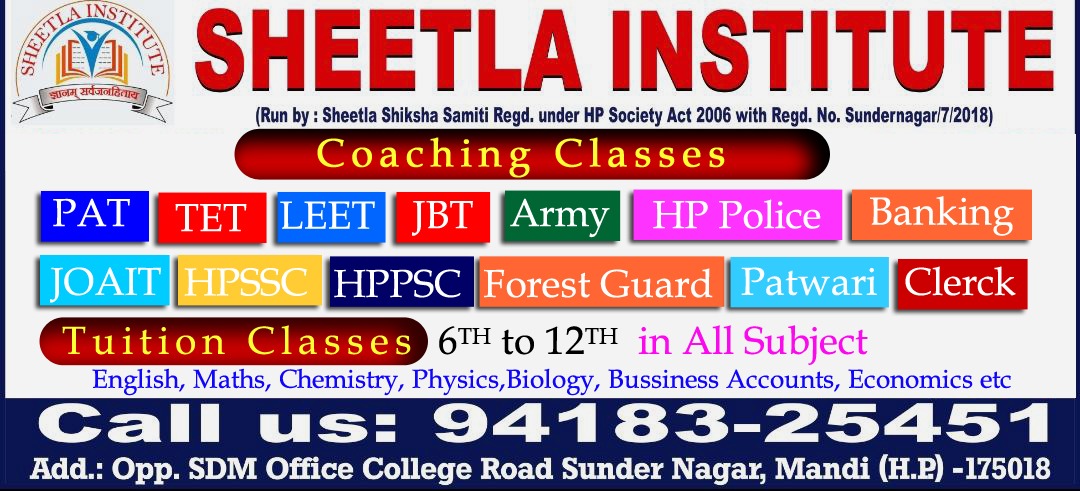 SHEETLA INSTITUTE
ज्ञानम् सर्वजनहिताय
SHEETLA INSTITUTE
(Run by : Sheetla Shiksha Samiti Regd. under HP Society Act 2006 with Regd. No. Sundernagar/7/2018)
Coaching Classes
PAT TET LEET JBT Army HP Police Banking
JOAIT HPSSC HPPSC Forest Guard Patwari Clerck
Tuition Classes 6TH to 12TH in All Subject
English, Maths, Chemistry, Physics,Biology, Bussiness Accounts, Economics etc
Call us: 94183-25451
Add.: Opp. SDM Office College Road Sunder Nagar, Mandi (H.P.) -175018